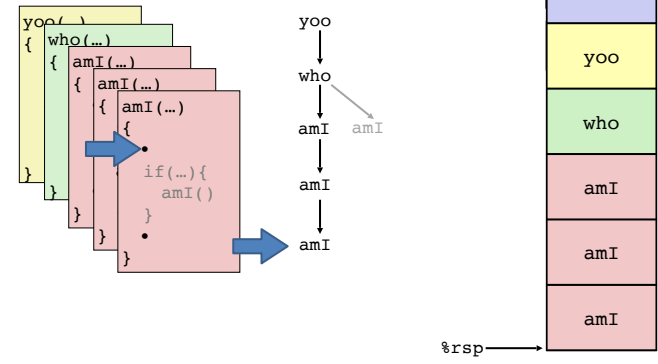 yoo(…)
{
}
who(…)
{
}
amI(…)
{
}
amI(…)
{
}
amI(…)
{
•
if(…){
amI()
}
•
}
yoo
who
amI amI
amI
amI
yoo
who
amI
amI
amI
%rsp